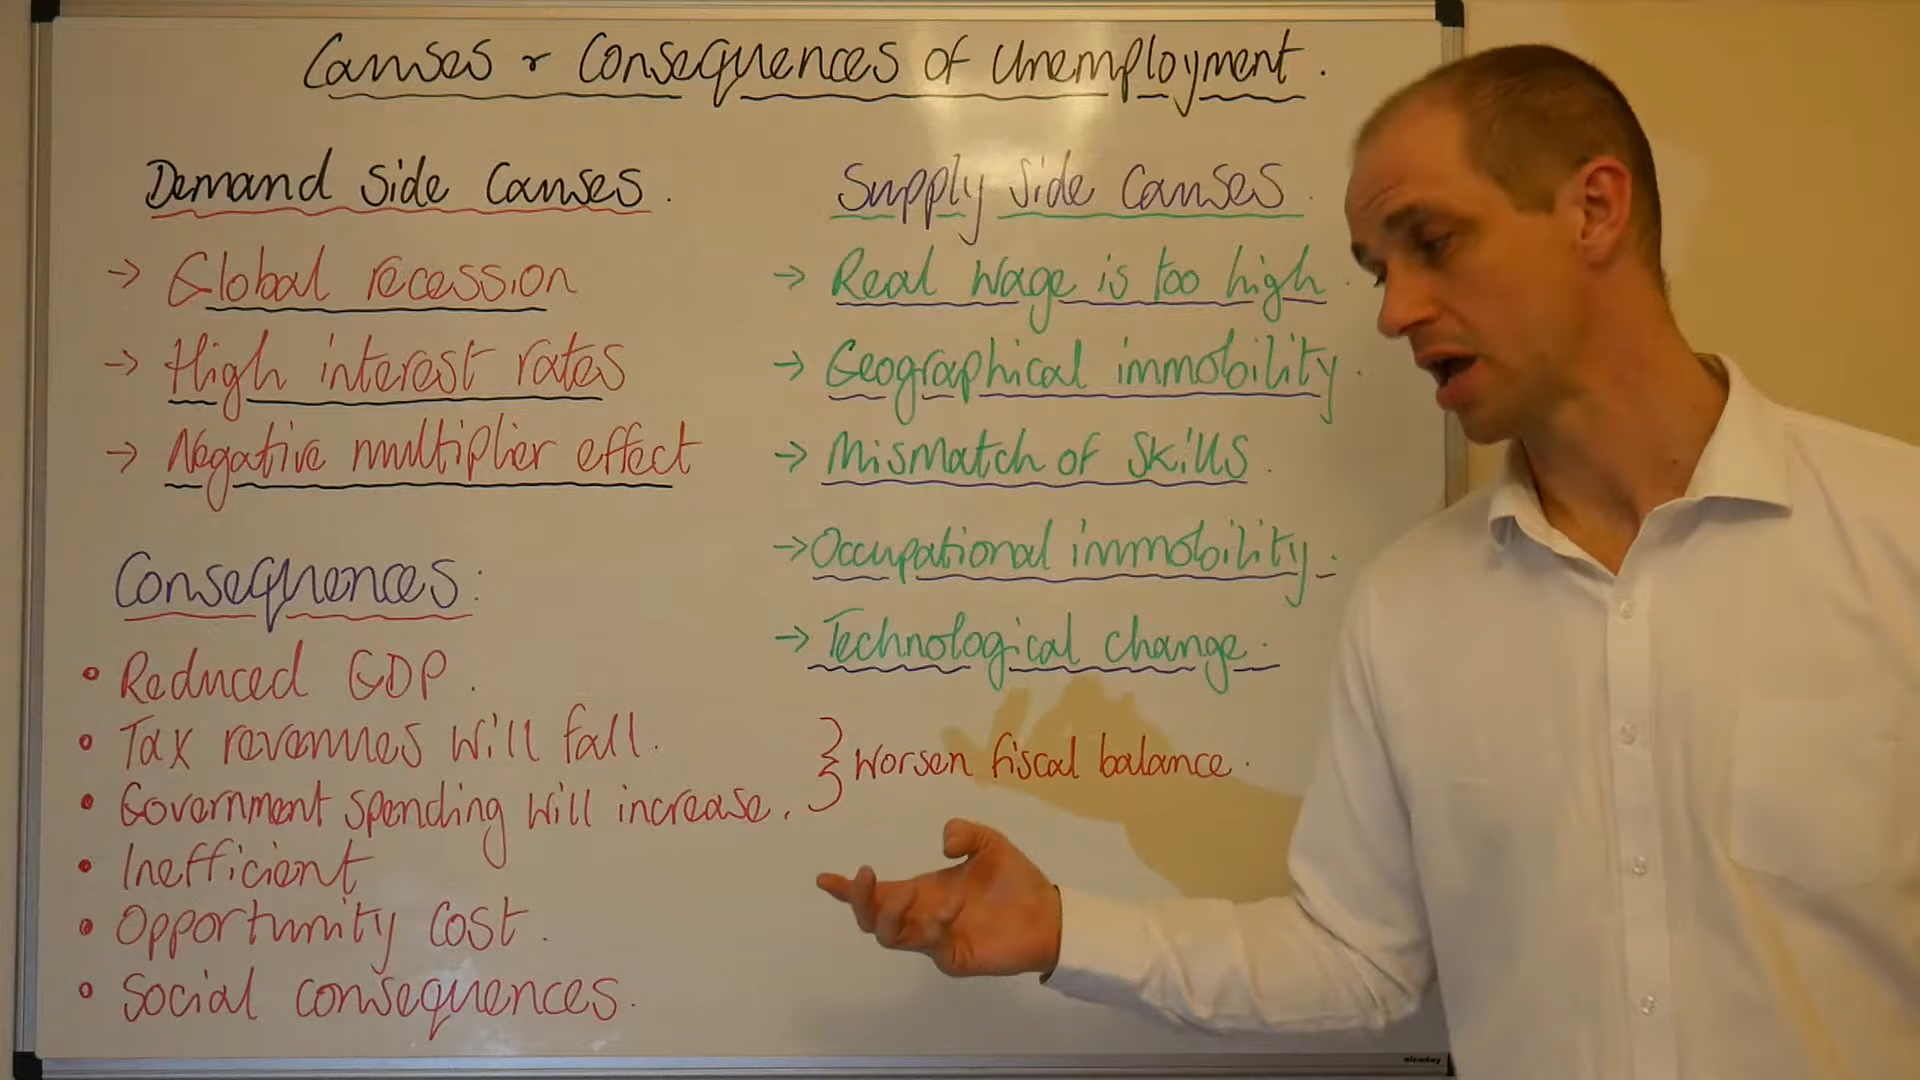 Causes & Consequences of Unemployment.
Demand Side Causes.
→ Global recession
→ High interest rates
→ Negative multiplier effect
Supply Side Causes
→ Real wage is too high.
→ Geographical immobility.
→ Mismatch of Skills.
→ Occupational immobility.
→ Technological change.
Consequences:
• Reduced GDP.
• Tax revenues will fall.
• Government spending will increase.
} Worsen fiscal balance.
• Inefficient
• Opportunity Cost.
• Social consequences.
niceday